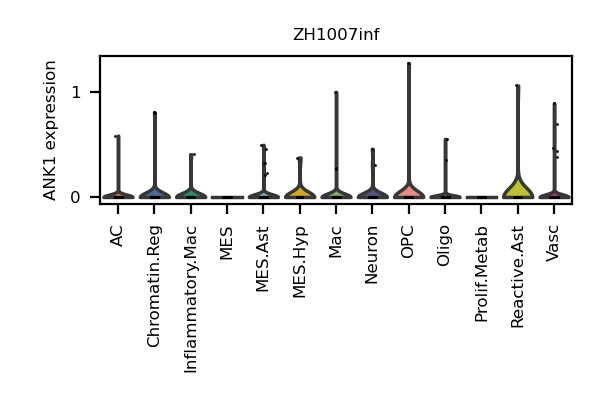 ZH1007inf
ANK1 expression
1
0
AC
Chromatin.Reg
Inflammatory.Mac
MES
MES.Ast
MES.Hyp
Mac
Neuron
OPC
Oligo
Prolif.Metab
Reactive.Ast
Vasc